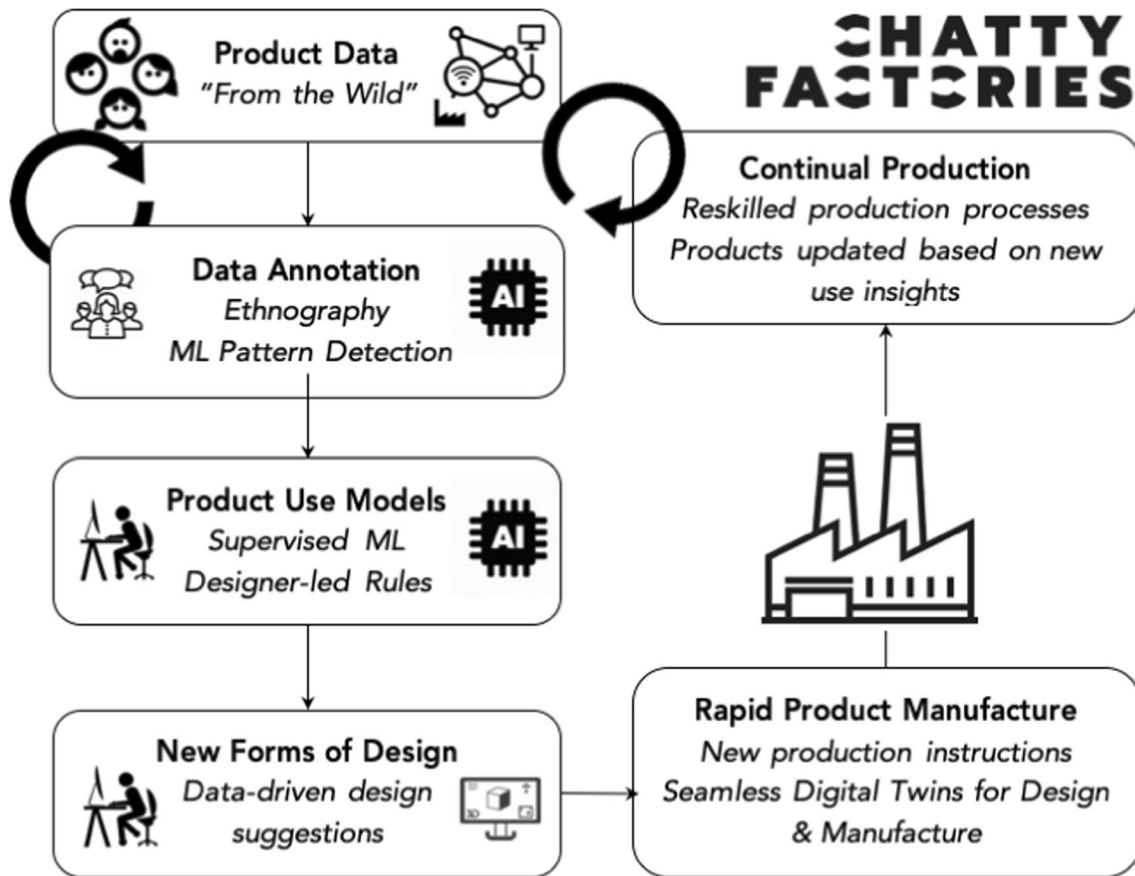 CHATTY
FACTORIES
Product Data
"From the Wild"
Data Annotation
Ethnography
ML Pattern Detection
AI
Product Use Models
Supervised ML
Designer-led Rules
AI
New Forms of Design
Data-driven design
suggestions
3D
Rapid Product Manufacture
New production instructions
Seamless Digital Twins for Design
& Manufacture
Continual Production
Reskilled production processes
Products updated based on new
use insights